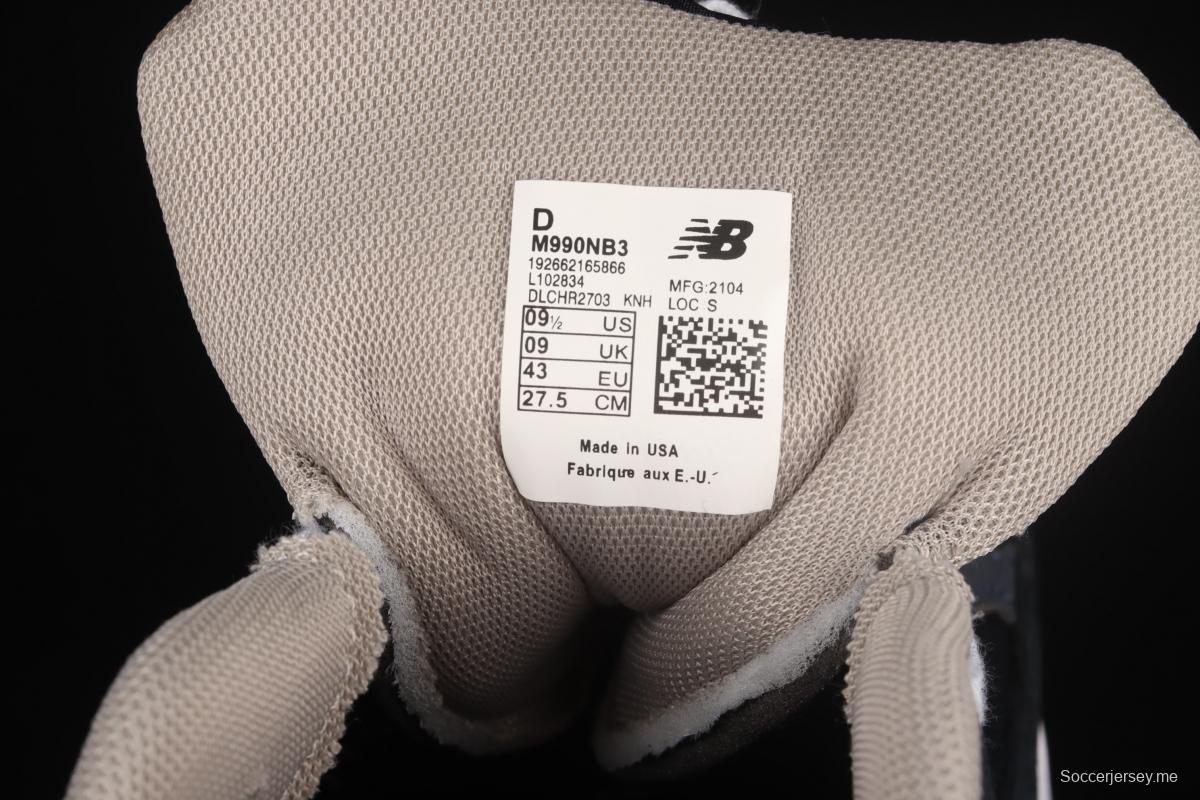 D
M990NB3
192662165866
L102834
DLCHR2703 KNH
NB
MFG:2104
LOC S
09½ US
09 UK
43 EU
27.5 CM
Made in USA
Fabrique aux E.-U.
Soccerjersey.me